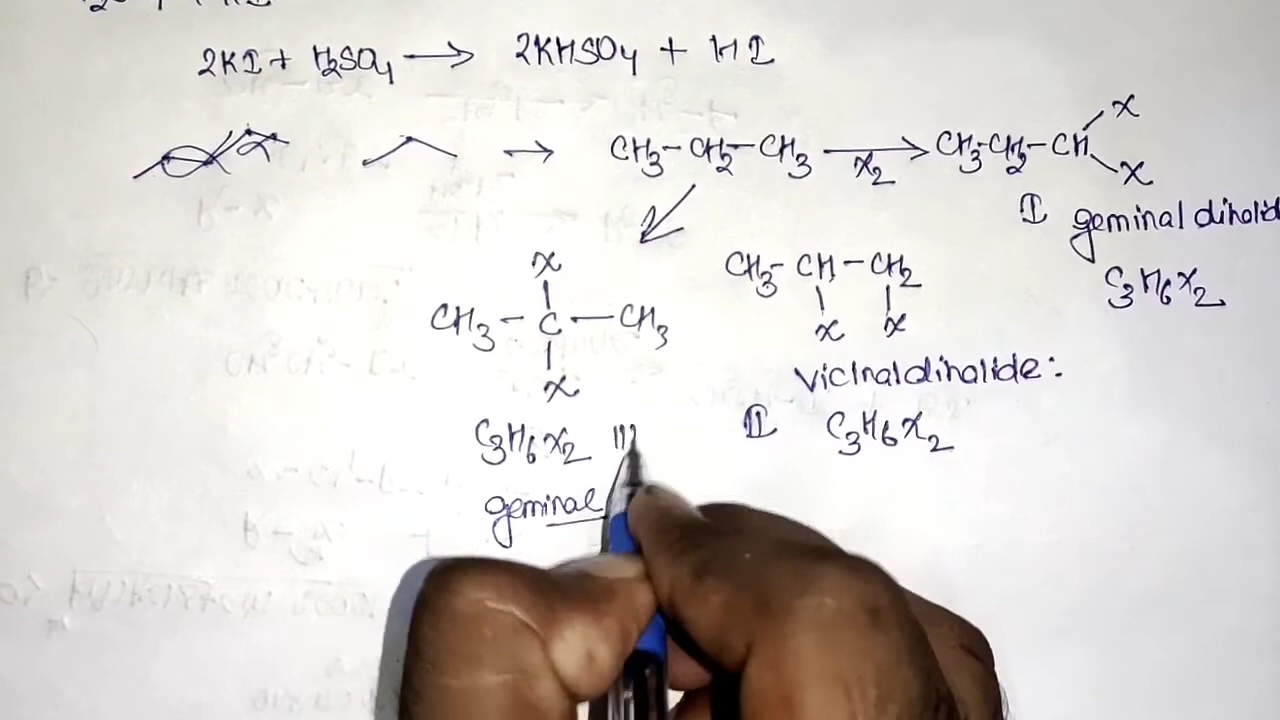 2KI + H2SO4 → 2KHSO4 + HI
→ CH3-CH2-CH3 → X2 CH3-CH2-CH X X
I geminal dihalid
C3H6X2
X
CH3-C-CH3
X
CH3-CH-CH2
X X
Vicinaldihalide:
II C3H6X2
C3H6X2 III
geminal